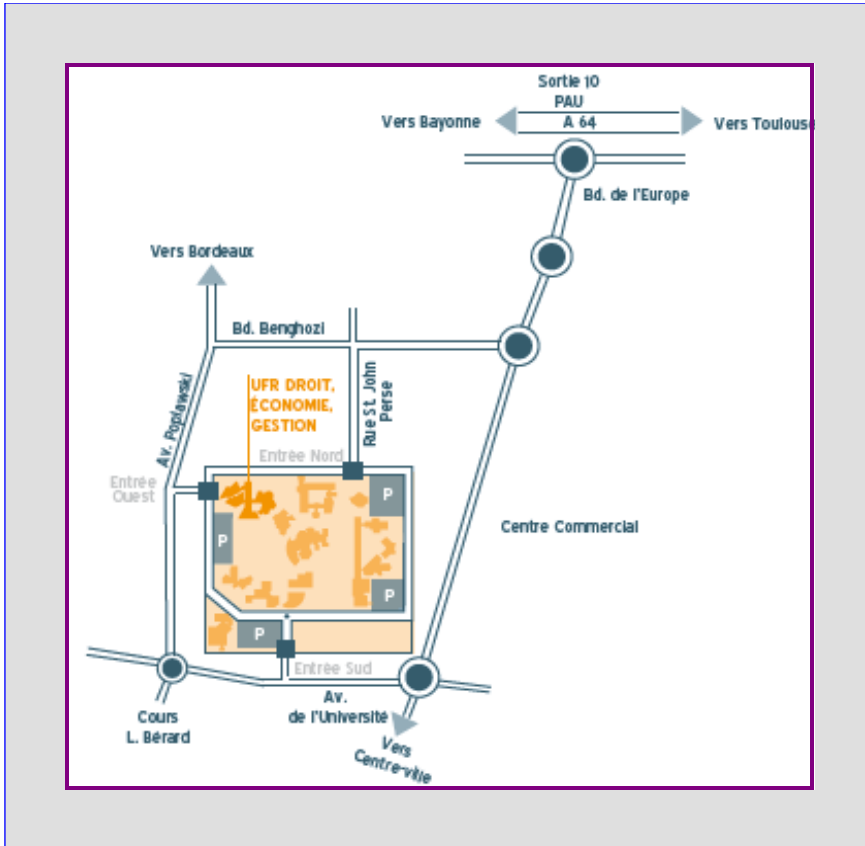 Sortie 10
PAU
Vers Bayonne
A 64
Vers Toulouse
Bd. de l'Europe
Vers Bordeaux
Bd. Benghozi
Av. Poplawski
UFR DROIT,
ÉCONOMIE,
GESTION
Rue St. John
Perse
Entrée Nord
Entrée
Ouest
P
P
Centre Commercial
P
P
Entrée Sud
Av.
de l'Université
Cours
L. Bérard
Vers
Centre-ville